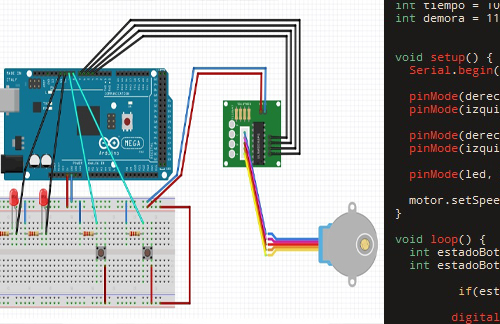 MEGA
Arduino
int tiempo = 10
int demora = 11
void setup() {
Serial.begin(
pinMode(derec
pinMode(izqui
pinMode(derec
pinMode(izqui
pinMode(led,
motor.setSpee
}
void loop() {
int estadoBot
int estadoBot
if(est
digital